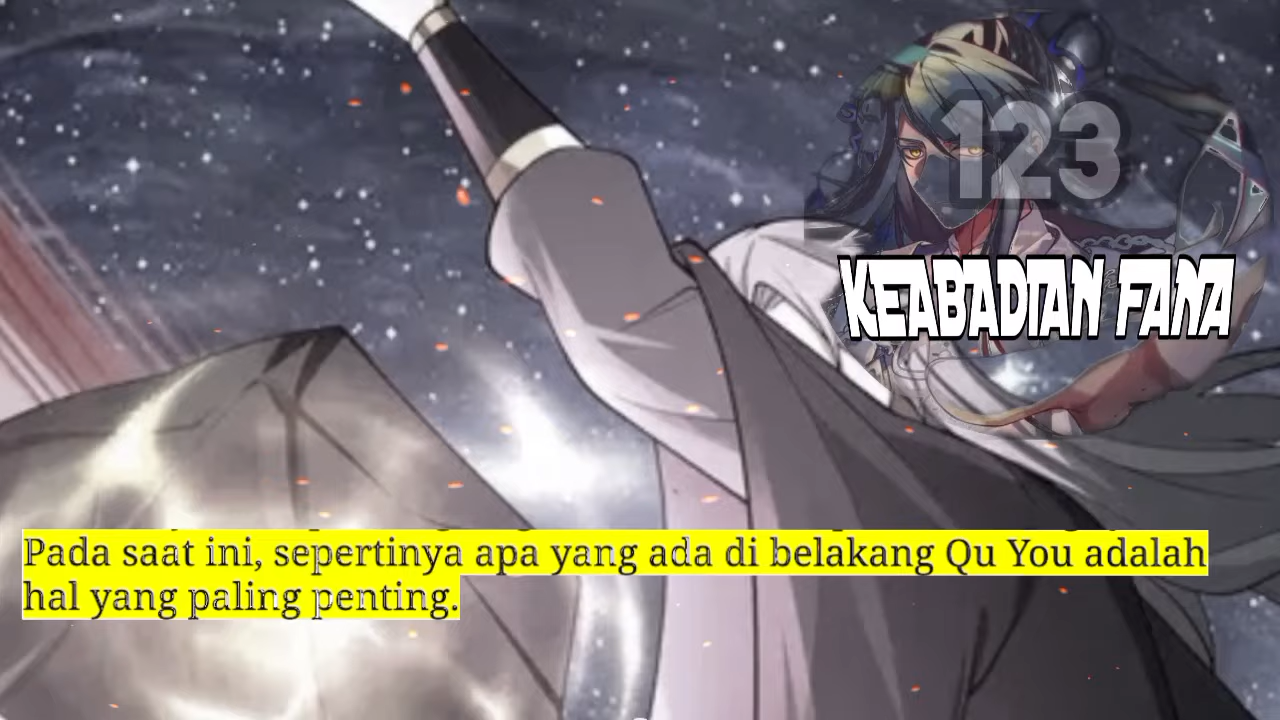 123
KEABADIAN FANA
Pada saat ini, sepertinya apa yang ada di belakang Qu You adalah
hal yang paling penting.